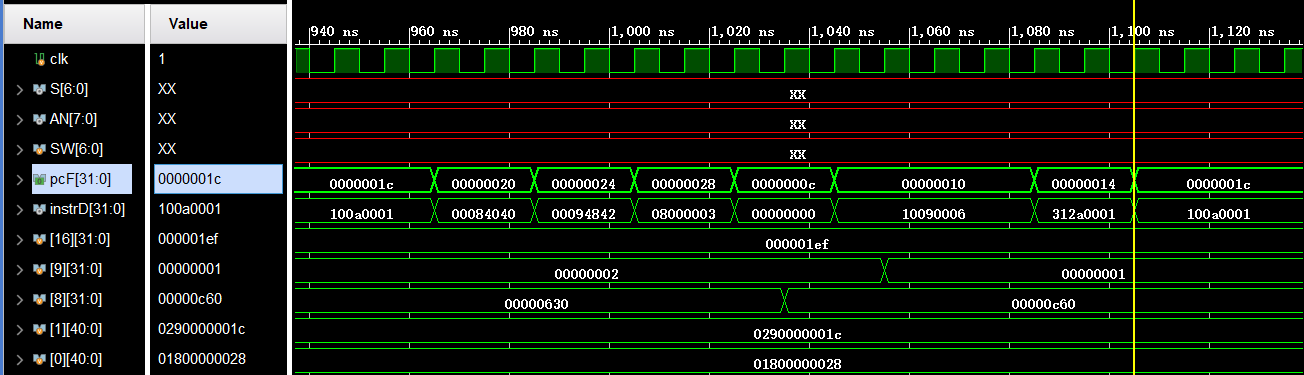 Name Value 940 ns 960 ns 980 ns 1,000 ns 1,020 ns 1,040 ns 1,060 ns 1,080 ns 1,100 ns 1,120 ns
clk 1
S[6:0] XX XX
AN[7:0] XX XX
SW[6:0] XX XX
pcF[31:0] 0000001c 0000001c 00000020 00000024 00000028 0000000c 00000010 00000014 0000001c
instrD[31:0] 100a0001 100a0001 00084040 00094842 08000003 00000000 10090006 312a0001 100a0001
[16][31:0] 000001ef 000001ef
[9][31:0] 00000001 00000002 00000001
[8][31:0] 00000c60 00000630 00000c60
[1][40:0] 0290000001c 0290000001c
[0][40:0] 01800000028 01800000028